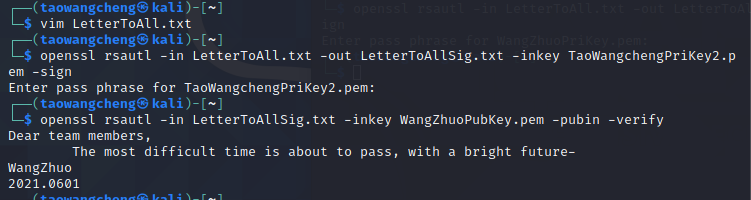 ┌──(taowangcheng㉿kali)-[~]
└─$ vim LetterToAll.txt
┌──(taowangcheng㉿kali)-[~]
└─$ openssl rsautl -in LetterToAll.txt -out LetterToAllSig.txt -inkey TaoWangchengPriKey2.p
em -sign
Enter pass phrase for TaoWangchengPriKey2.pem:
┌──(taowangcheng㉿kali)-[~]
└─$ openssl rsautl -in LetterToAllSig.txt -inkey WangZhuoPubKey.pem -pubin -verify
Dear team members,
        The most difficult time is about to pass, with a bright future-
WangZhuo
2021.0601
┌──(taowangcheng㉿kali)-[~]